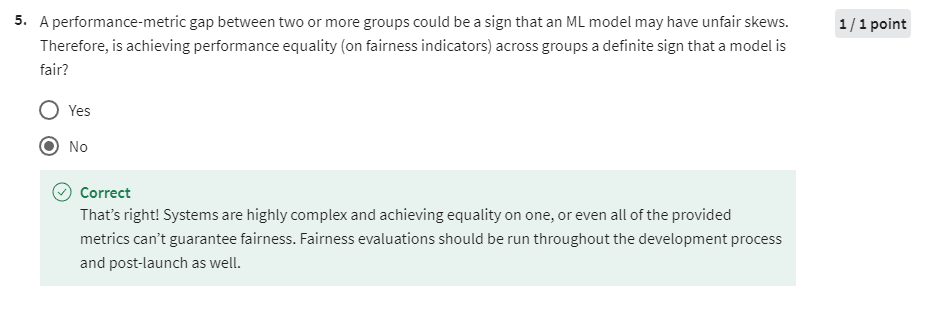 5. A performance-metric gap between two or more groups could be a sign that an ML model may have unfair skews.
1 / 1 point
Therefore, is achieving performance equality (on fairness indicators) across groups a definite sign that a model is
fair?
Yes
No
Correct
That's right! Systems are highly complex and achieving equality on one, or even all of the provided
metrics can't guarantee fairness. Fairness evaluations should be run throughout the development process
and post-launch as well.